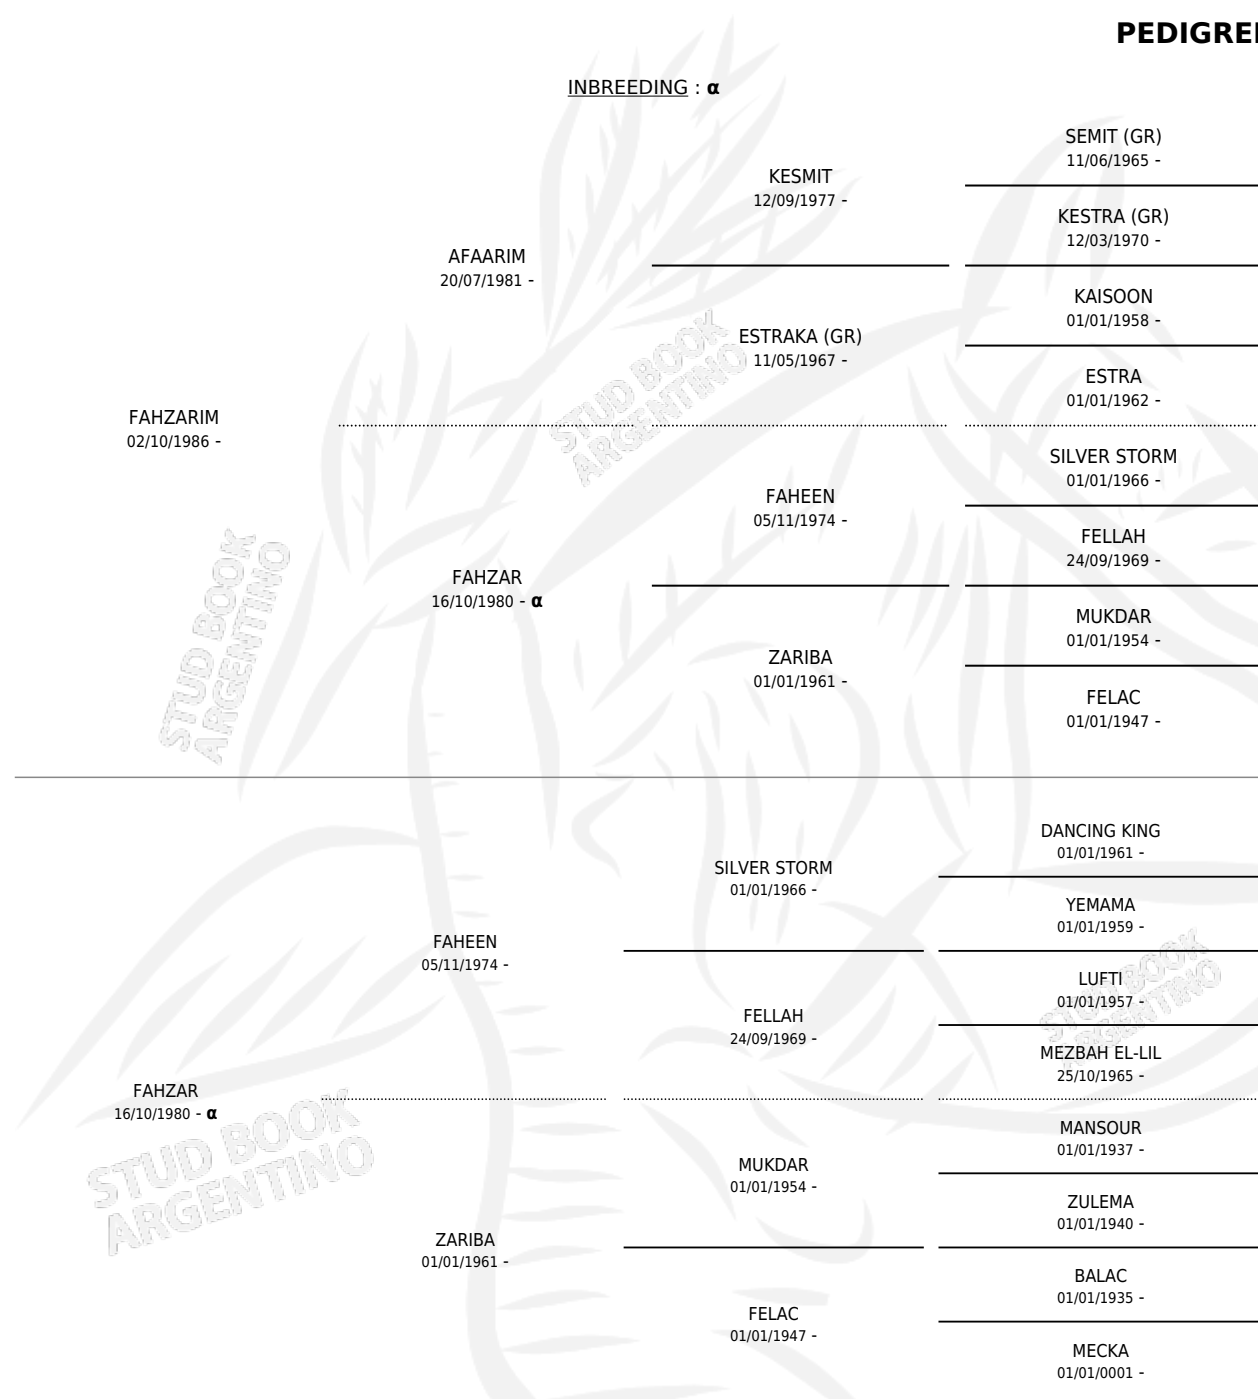 PEDIGREE
INBREEDING : α
SEMIT (GR)
11/06/1965 -
KESMIT
12/09/1977 -
KESTRA (GR)
12/03/1970 -
AFAARIM
20/07/1981 -
KAISOON
01/01/1958 -
ESTRAKA (GR)
11/05/1967 -
ESTRA
01/01/1962 -
STUD BOOK
ARGENTINO
FAHZARIM
02/10/1986 -
SILVER STORM
01/01/1966 -
FAHEEN
05/11/1974 -
FELLAH
24/09/1969 -
FAHZAR
16/10/1980 - α
MUKDAR
01/01/1954 -
ZARIBA
01/01/1961 -
FELAC
01/01/1947 -
STUD BOOK
ARGENTINO
DANCING KING
01/01/1961 -
SILVER STORM
01/01/1966 -
YEMAMA
01/01/1959 -
FAHEEN
05/11/1974 -
LUFTI
01/01/1957 -
FELLAH
24/09/1969 -
MEZBAH EL-LIL
25/10/1965 -
STUD BOOK
ARGENTINO
FAHZAR
16/10/1980 - α
MANSOUR
01/01/1937 -
MUKDAR
01/01/1954 -
ZULEMA
01/01/1940 -
STUD BOOK
ARGENTINO
ZARIBA
01/01/1961 -
BALAC
01/01/1935 -
FELAC
01/01/1947 -
MECKA
01/01/0001 -